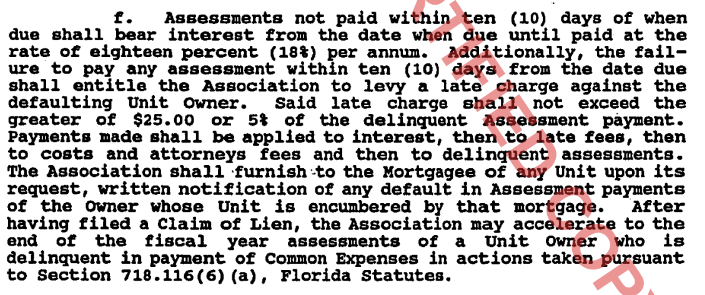 f. Assessments not paid within ten (10) days of when
due shall bear interest from the date when due until paid at the
rate of eighteen percent (18%) per annum. Additionally, the fail-
ure to pay any assessment within ten (10) days from the date due
shall entitle the Association to levy a late charge against the
defaulting Unit Owner. Said late charge shall not exceed the
greater of $25.00 or 5% of the delinquent Assessment payment.
Payments made shall be applied to interest, then to late fees, then
to costs and attorneys fees and then to delinquent assessments.
The Association shall furnish to the Mortgagee of any Unit upon its
request, written notification of any default in Assessment payments
of the Owner whose Unit is encumbered by that mortgage. After
having filed a Claim of Lien, the Association may accelerate to the
end of the fiscal year assessments of a Unit Owner who is
delinquent in payment of Common Expenses in actions taken pursuant
to Section 718.116(6)(a), Florida Statutes.
RTIFIED COPY